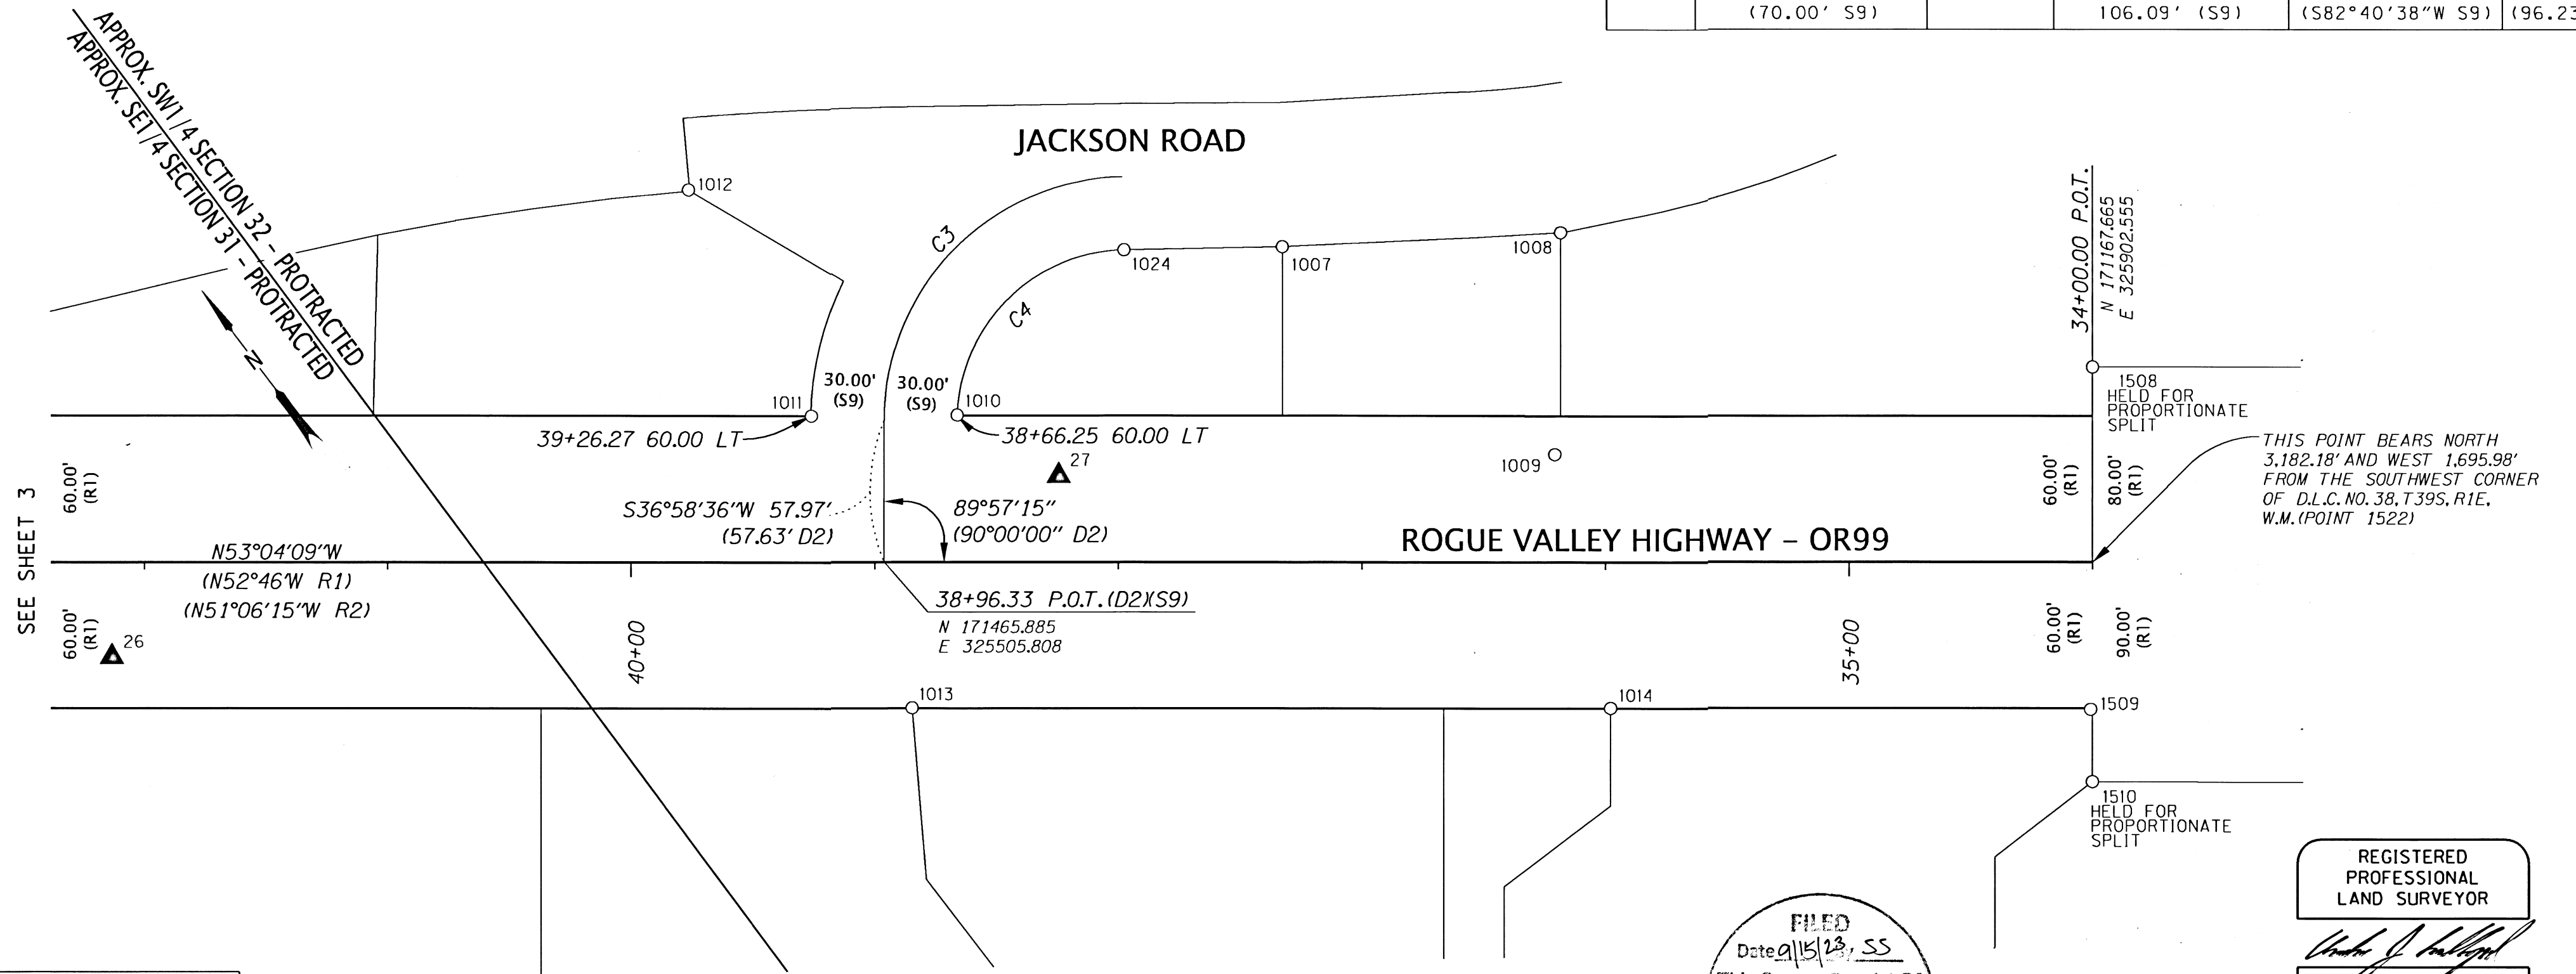 (70.00' S9)
106.09' (S9)
(S82°40'38"W S9)
(96.23
APPROX. SW1/4 SECTION 32 - PROTRACTED
APPROX. SE1/4 SECTION 31 - PROTRACTED
N
JACKSON ROAD
1012
C3
C4
1024
1007
1008
34+00.00 P.O.T.
N 171167.665
E 325902.555
1508
HELD FOR
PROPORTIONATE
SPLIT
1011
30.00'
(S9)
30.00'
(S9)
1010
39+26.27 60.00 LT
38+66.25 60.00 LT
27
1009
SEE SHEET 3
60.00'
(R1)
S36°58'36"W 57.97'
(57.63' D2)
89°57'15"
(90°00'00" D2)
ROGUE VALLEY HIGHWAY – OR99
60.00'
(R1)
80.00'
(R1)
THIS POINT BEARS NORTH
3,182.18' AND WEST 1,695.98'
FROM THE SOUTHWEST CORNER
OF D.L.C. NO. 38, T39S, R1E,
W.M. (POINT 1522)
N53°04'09"W
(N52°46'W R1)
(N51°06'15"W R2)
60.00'
(R1)
26
40+00
38+96.33 P.O.T.(D2)(S9)
N 171465.885
E 325505.808
35+00
60.00'
(R1)
90.00'
(R1)
1013
1014
1509
1510
HELD FOR
PROPORTIONATE
SPLIT
FILED
Date 9/15/23, SS
REGISTERED
PROFESSIONAL
LAND SURVEYOR